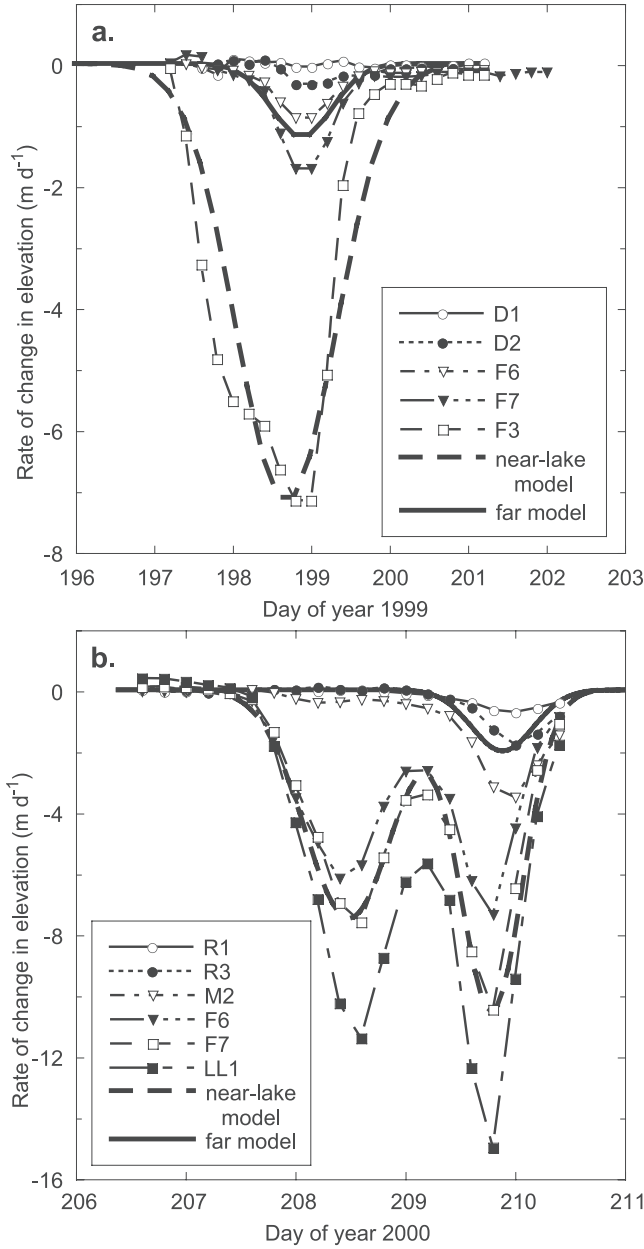 a.
0
-2
-4
-6
-8
Rate of change in elevation (m d⁻¹)
D1
D2
F6
F7
F3
near-lake
model
far model
196
197
198
199
200
201
202
203
Day of year 1999
b.
0
-4
-8
-12
-16
Rate of change in elevation (m d⁻¹)
R1
R3
M2
F6
F7
LL1
near-lake
model
far model
206
207
208
209
210
211
Day of year 2000